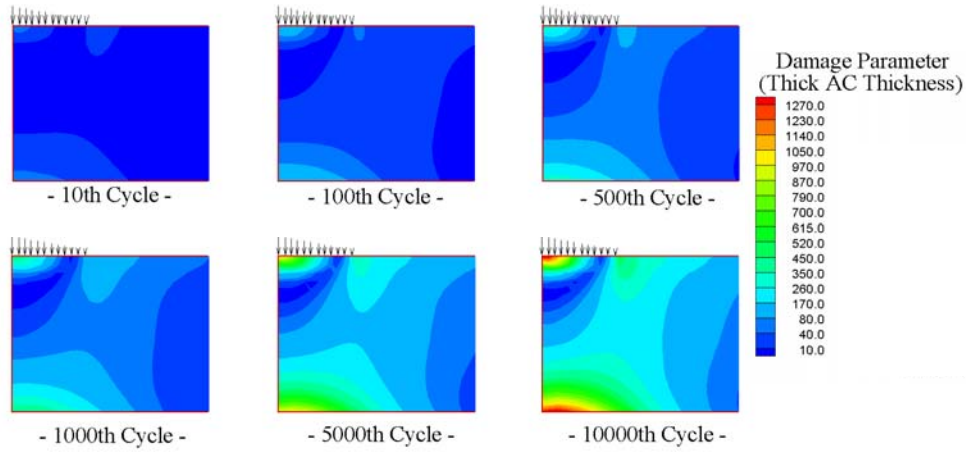 Damage Parameter
(Thick AC Thickness)
1270.0
1230.0
1140.0
1050.0
970.0
870.0
790.0
700.0
615.0
520.0
450.0
350.0
260.0
170.0
80.0
40.0
10.0
- 10th Cycle -
- 100th Cycle -
- 500th Cycle -
- 1000th Cycle -
- 5000th Cycle -
- 10000th Cycle -